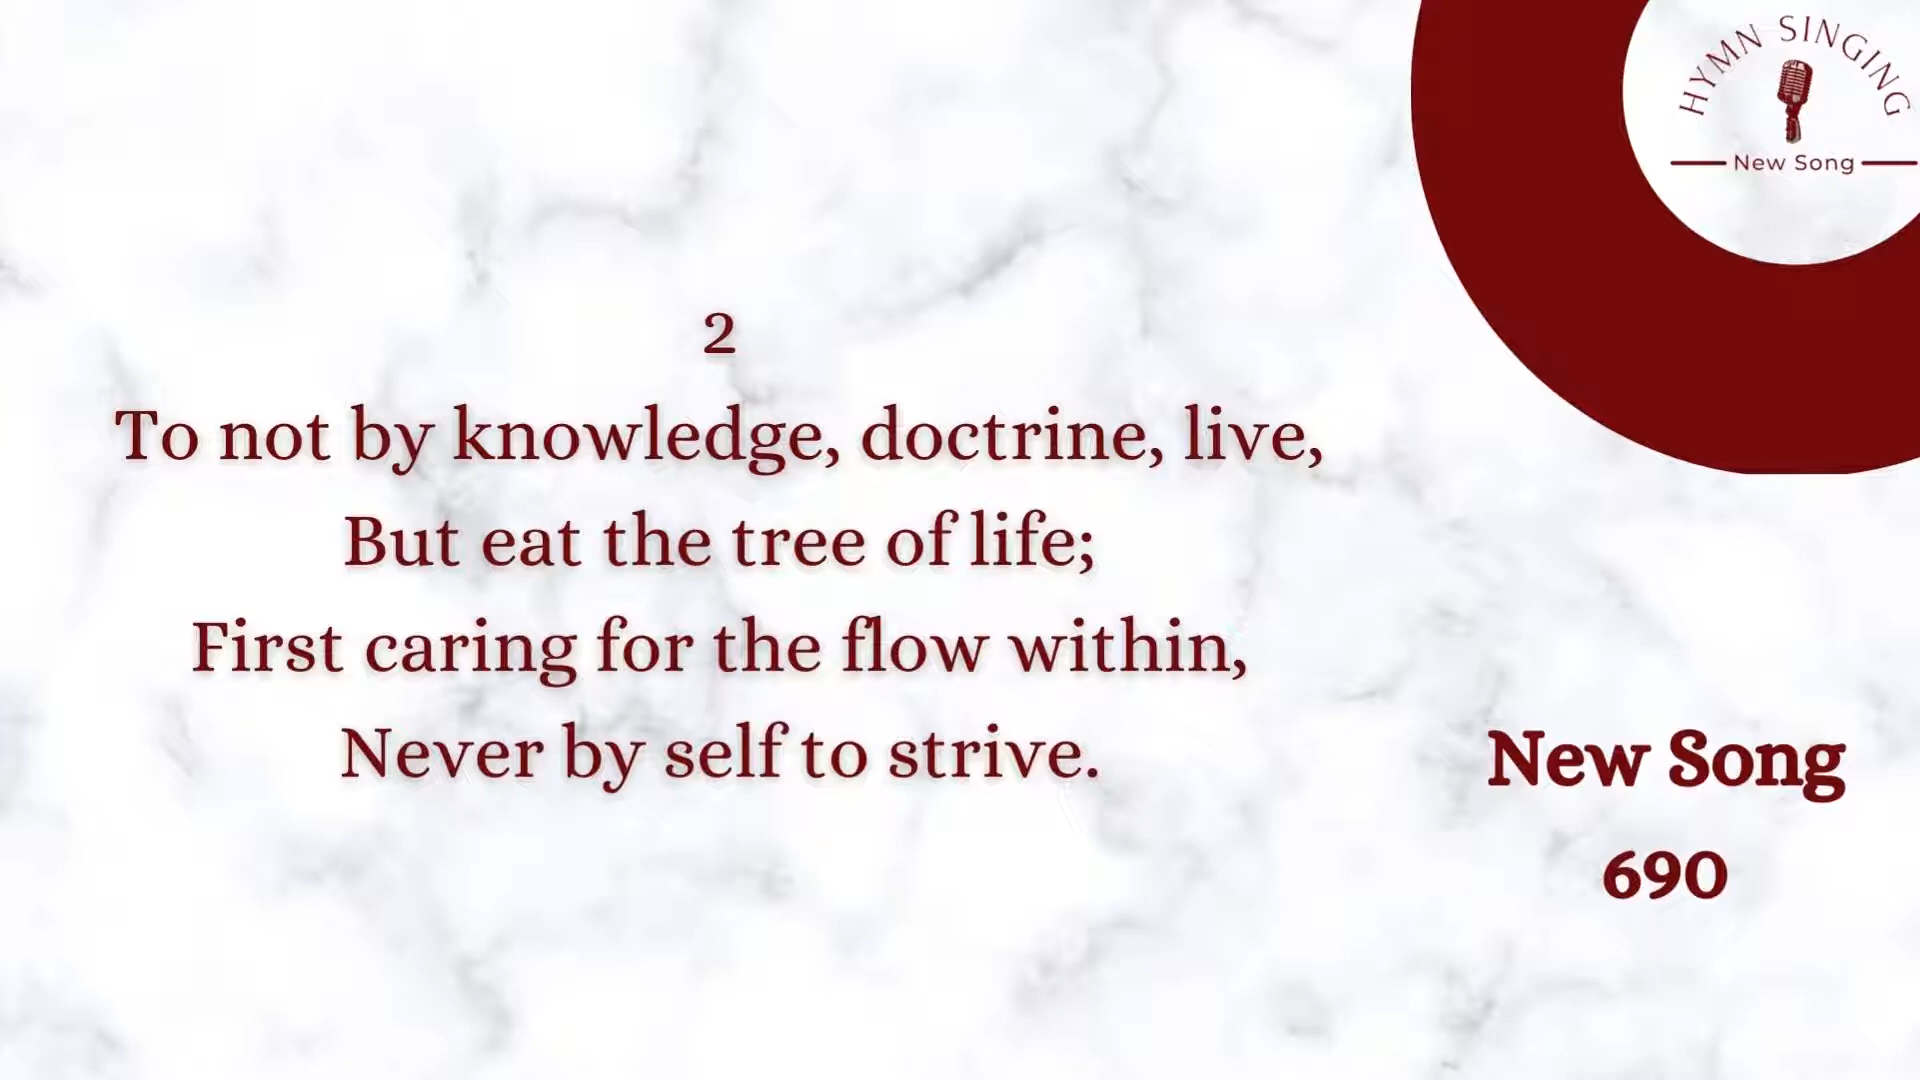 HYMN SINGING
New Song
2
To not by knowledge, doctrine, live,
But eat the tree of life;
First caring for the flow within,
Never by self to strive.
New Song
690